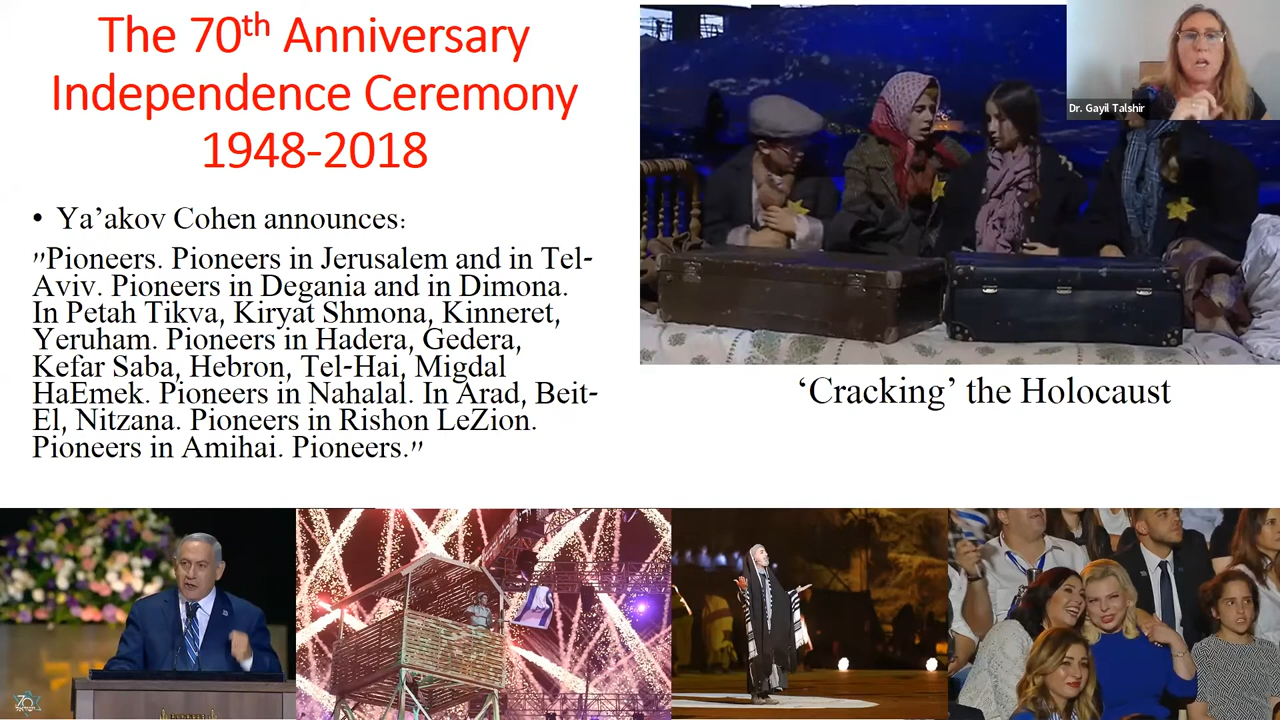 The 70th Anniversary
Independence Ceremony
1948-2018
• Ya’akov Cohen announces:
"Pioneers. Pioneers in Jerusalem and in Tel-
Aviv. Pioneers in Degania and in Dimona.
In Petah Tikva, Kiryat Shmona, Kinneret,
Yeruham. Pioneers in Hadera, Gedera,
Kefar Saba, Hebron, Tel-Hai, Migdal
HaEmek. Pioneers in Nahalal. In Arad, Beit-
El, Nitzana. Pioneers in Rishon LeZion.
Pioneers in Amihai. Pioneers."
Dr. Gayil Talshir
‘Cracking’ the Holocaust
70